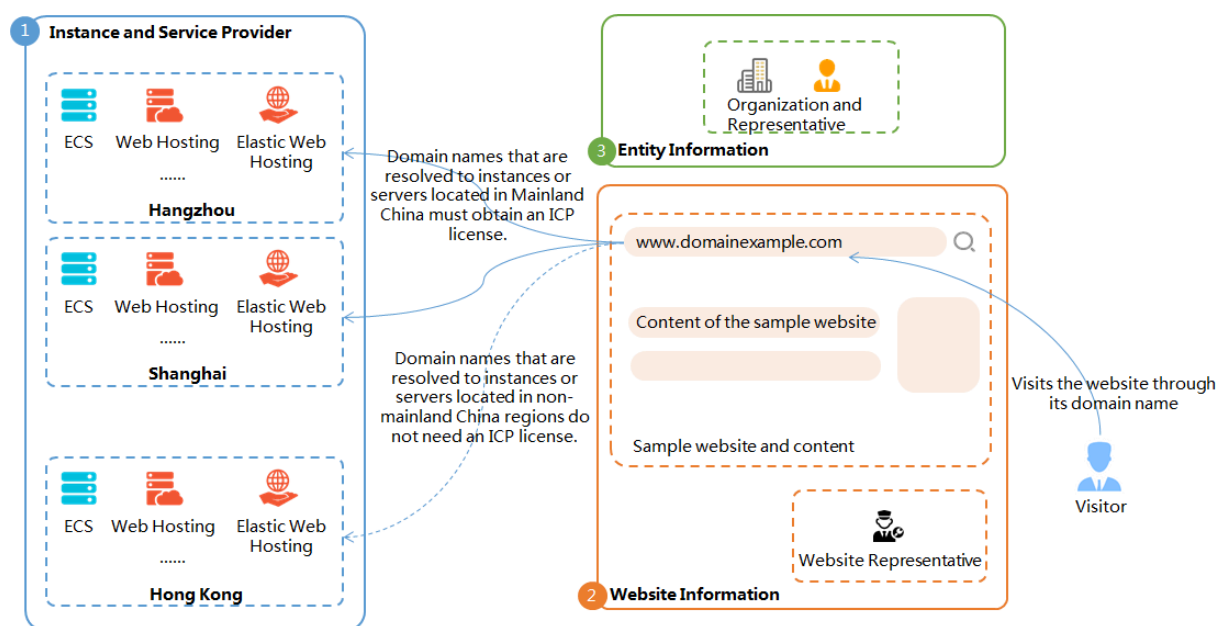 1 Instance and Service Provider
ECS
Web Hosting
Elastic Web
Hosting
......
Hangzhou
ECS
Web Hosting
Elastic Web
Hosting
......
Shanghai
ECS
Web Hosting
Elastic Web
Hosting
......
Hong Kong
Domain names that are
resolved to instances or
servers located in Mainland
China must obtain an ICP
license.
Domain names that are
resolved to instances or
servers located in non-
mainland China regions do
not need an ICP license.
Organization and
Representative
3 Entity Information
www.domainexample.com
Content of the sample website
Sample website and content
Website Representative
2 Website Information
Visits the website through
its domain name
Visitor